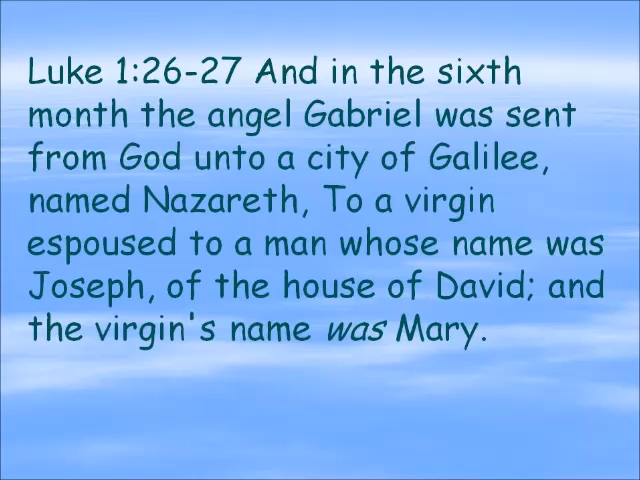 Luke 1:26-27 And in the sixth
month the angel Gabriel was sent
from God unto a city of Galilee,
named Nazareth, To a virgin
espoused to a man whose name was
Joseph, of the house of David; and
the virgin's name was Mary.